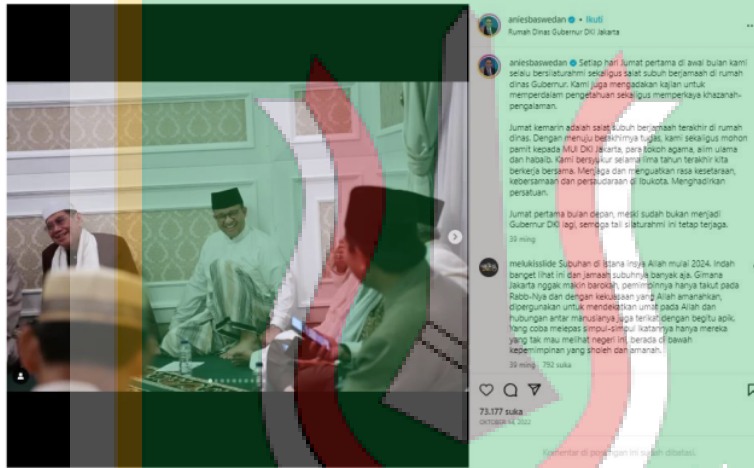 aniesbaswedan • Ikuti
Rumah Dinas Gubernur DKI Jakarta
aniesbaswedan Setiap hari Jumat pertama di awal bulan kami
selalu bersilaturahmi sekaligus salat subuh berjamaah di rumah
dinas Gubernur. Kami juga mengadakan kajian untuk
memperdalam pengetahuan sekaligus memperkaya khazanah-
pengalaman.
Jumat kemarin adalah salat subuh berjamaah terakhir di rumah
dinas. Dengan menuju berakhirnya tugas, kami sekaligus mohon
pamit kepada MUI DKI Jakarta, para tokoh agama, alim ulama
dan habaib. Kami bersyukur selama lima tahun terakhir kita
berkerja bersama. Menjaga dan menguatkan rasa kesetaraan,
kebersamaan dan persaudaraan di Ibukota. Menghadirkan
persatuan.
Jumat pertama bulan depan, meski sudah bukan menjadi
Gubernur DKI lagi, semoga tali silaturahmi ini tetap terjaga.
39 ming
melukisslide Subuhan di Istana insya Allah mulai 2024. Indah
banget lihat ini dan jamaah subuhnya banyak aja. Gimana
Jakarta nggak makin barokah, pemimpinnya hanya takut pada
Rabb-Nya dan dengan kekuasaan yang Allah amanahkan,
dipergunakan untuk mendekatkan umat pada Allah dan
hubungan antar manusianya juga terikat dengan begitu apik.
Yang coba melepas simpul-simpul ikatannya hanya mereka
yang tak mau melihat negeri ini, berada di bawah
kepemimpinan yang sholeh dan amanah.
39 ming 792 suka
73.177 suka
OKTOBER 2022
Komentar di postingan ini sudah dibatasi.